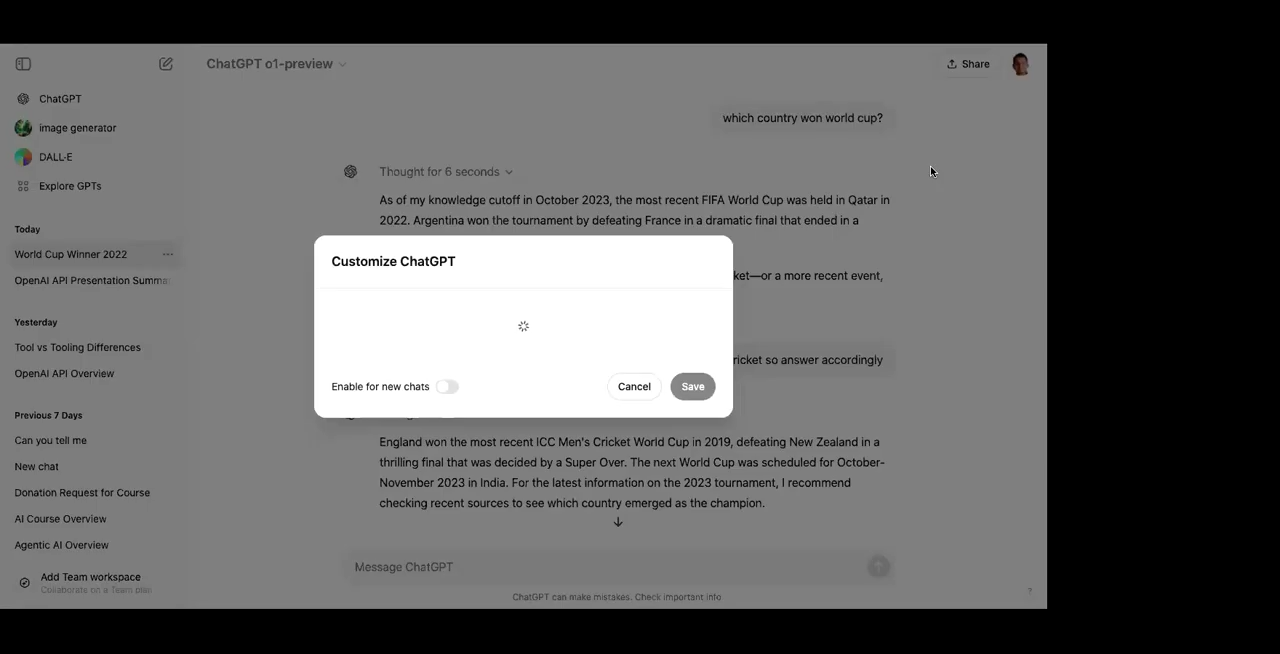 ChatGPT o1-preview
Share
ChatGPT
image generator
DALL·E
Explore GPTs
Today
World Cup Winner 2022
OpenAI API Presentation Summa
Yesterday
Tool vs Tooling Differences
OpenAI API Overview
Previous 7 Days
Can you tell me
New chat
Donation Request for Course
AI Course Overview
Agentic AI Overview
Add Team workspace
Collaborate on a Team plan
which country won world cup?
Thought for 6 seconds
As of my knowledge cutoff in October 2023, the most recent FIFA World Cup was held in Qatar in
2022. Argentina won the tournament by defeating France in a dramatic final that ended in a
ket—or a more recent event,
ricket so answer accordingly
Customize ChatGPT
Enable for new chats
Cancel
Save
England won the most recent ICC Men's Cricket World Cup in 2019, defeating New Zealand in a
thrilling final that was decided by a Super Over. The next World Cup was scheduled for October-
November 2023 in India. For the latest information on the 2023 tournament, I recommend
checking recent sources to see which country emerged as the champion.
Message ChatGPT
ChatGPT can make mistakes. Check important info
?